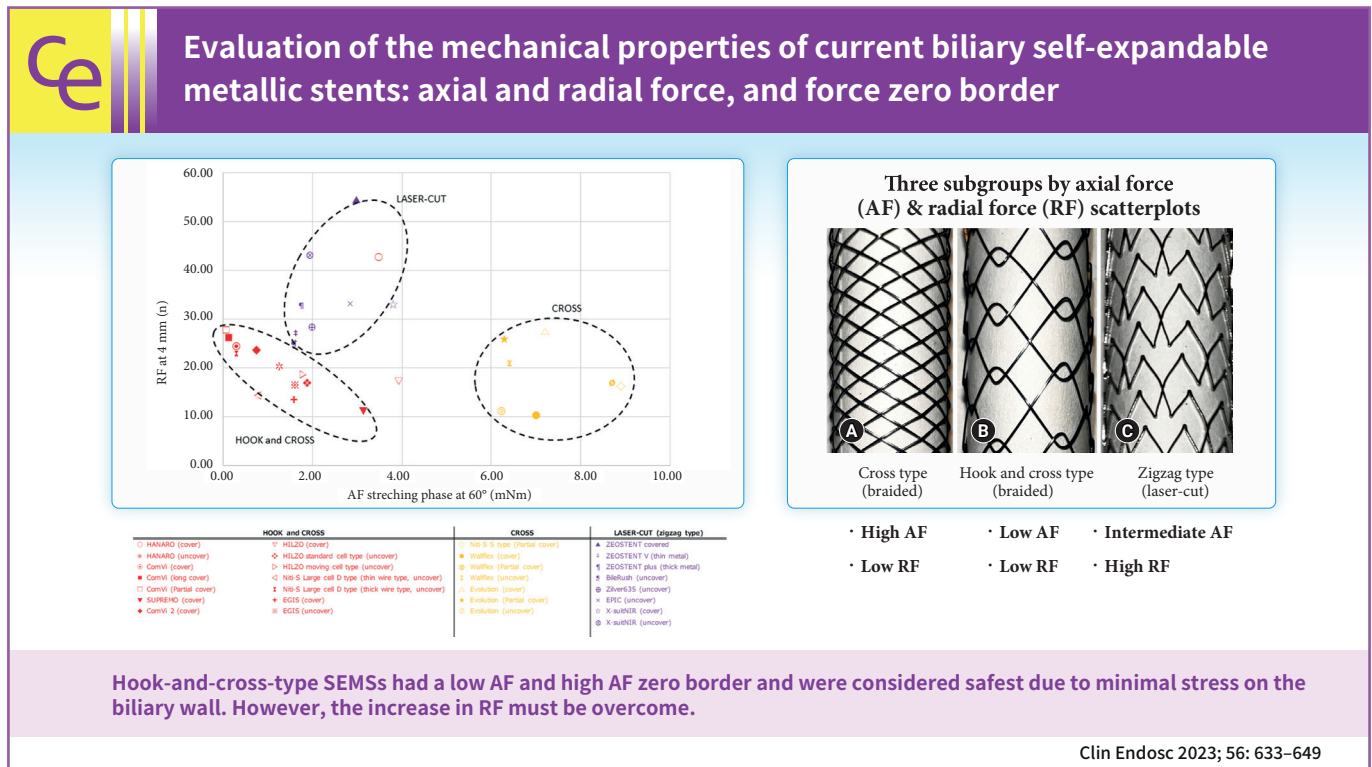 Ce
Evaluation of the mechanical properties of current biliary self-expandable
metallic stents: axial and radial force, and force zero border
60.00
50.00
40.00
30.00
20.00
10.00
0.00
RF at 4 mm (n)
LASER-CUT
CROSS
HOOK and CROSS
0.00 2.00 4.00 6.00 8.00 10.00
AF streching phase at 60° (mNm)
HOOK and CROSS
HANARO (cover)
HANARO (uncover)
ComVi (cover)
ComVi (long cover)
ComVi (Partial cover)
SUPREMO (cover)
ComVi 2 (cover)
HILZO (cover)
HILZO standard cell type (uncover)
HILZO moving cell type (uncover)
Niti-S Large cell D type (thin wire type, uncover)
Niti-S Large cell D type (thick wire type, uncover)
EGIS (cover)
EGIS (uncover)
CROSS
Niti-S S type (Partial cover)
Wallflex (cover)
Wallflex (Partial cover)
Wallflex (uncover)
Evolution (cover)
Evolution (Partial cover)
Evolution (uncover)
LASER-CUT (zigzag type)
ZEOSTENT covered
ZEOSTENT V (thin metal)
ZEOSTENT plus (thick metal)
BileRush (uncover)
Zilver635 (uncover)
EPIC (uncover)
X-suitNIR (cover)
X-suitNIR (uncover)
Three subgroups by axial force
(AF) & radial force (RF) scatterplots
A B C
Cross type
(braided)
Hook and cross type
(braided)
Zigzag type
(laser-cut)
· High AF
· Low RF
· Low AF
· Low RF
· Intermediate AF
· High RF
Hook-and-cross-type SEMSs had a low AF and high AF zero border and were considered safest due to minimal stress on the
biliary wall. However, the increase in RF must be overcome.
Clin Endosc 2023; 56: 633–649